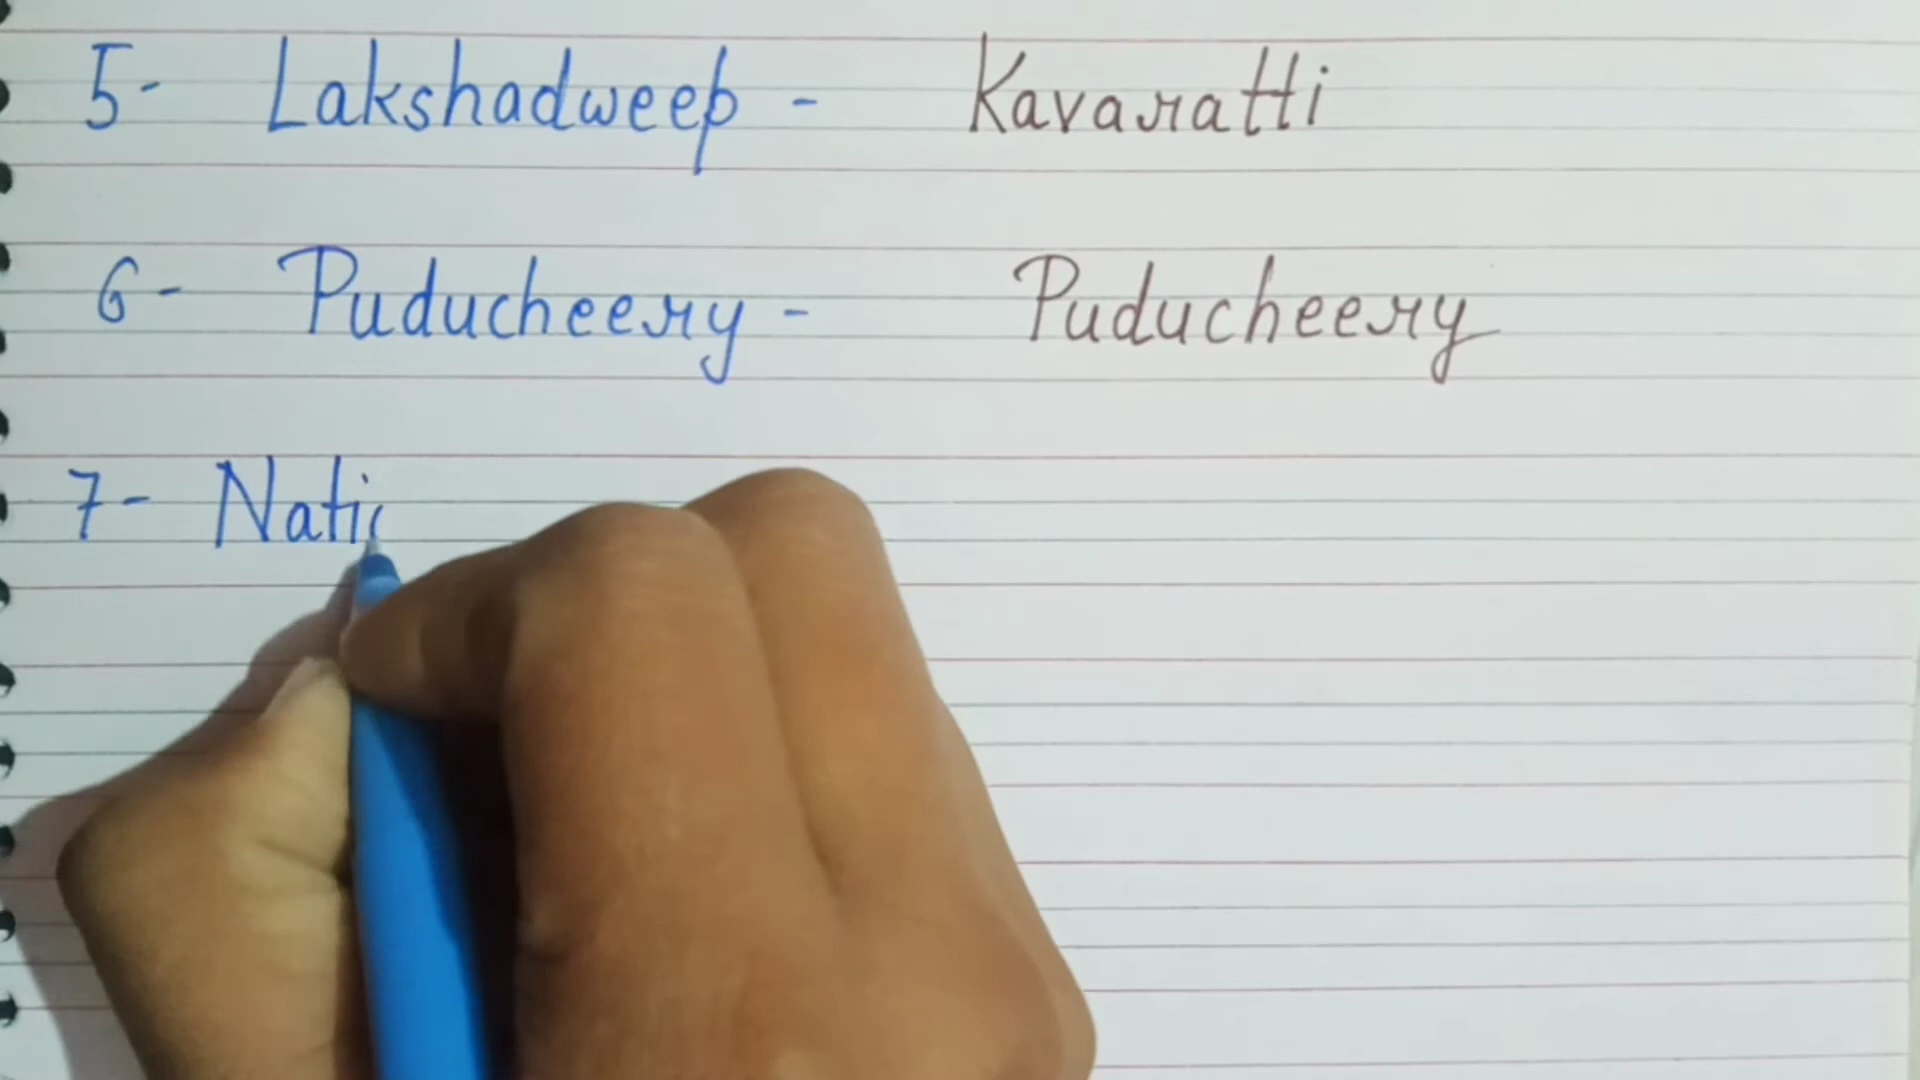 5- Lakshadweep - Kavaratti
6- Puducheery - Puducheery
7- Nati